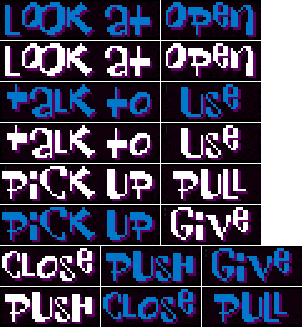 LOOK at OPEN
LOOK at OPEN
talK to USe
talK to USe
PiCK UP PULL
PiCK UP GiVe
CLOSe PUSH GiVe
PUSH CLOSe PULL